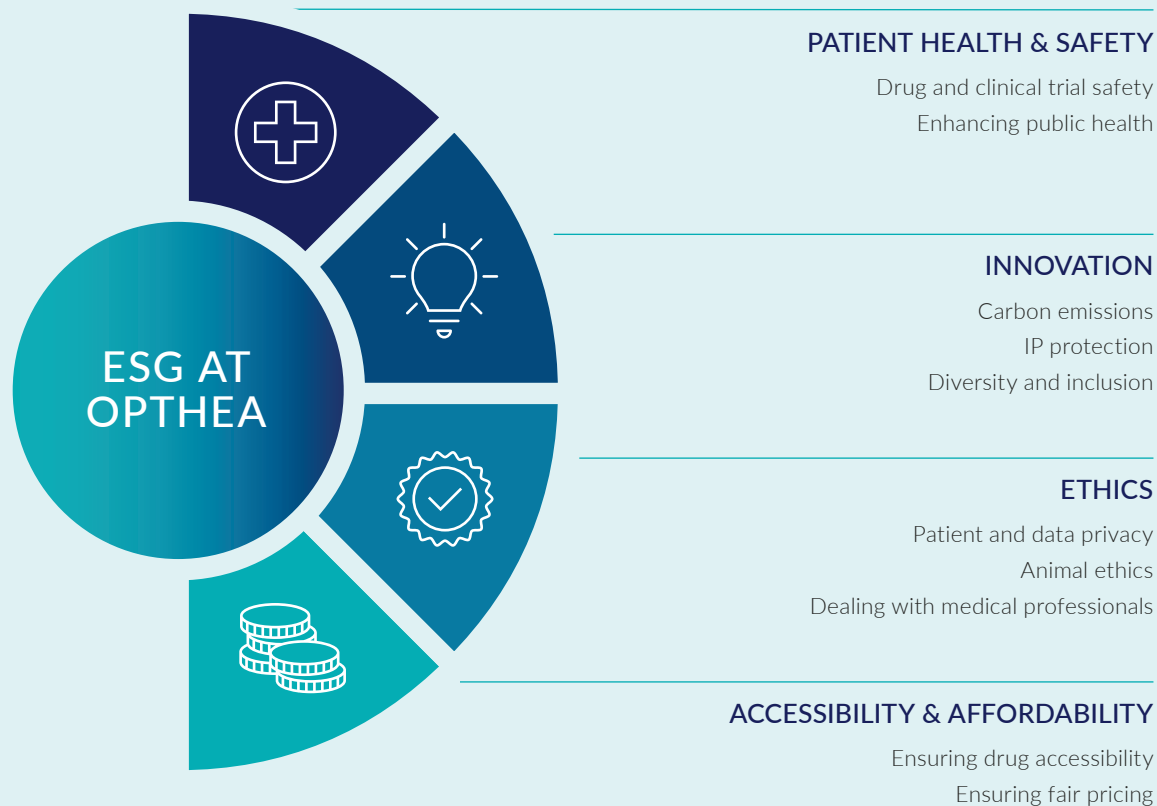 ESG AT
OPTHEA
PATIENT HEALTH & SAFETY
Drug and clinical trial safety
Enhancing public health
INNOVATION
Carbon emissions
IP protection
Diversity and inclusion
ETHICS
Patient and data privacy
Animal ethics
Dealing with medical professionals
ACCESSIBILITY & AFFORDABILITY
Ensuring drug accessibility
Ensuring fair pricing